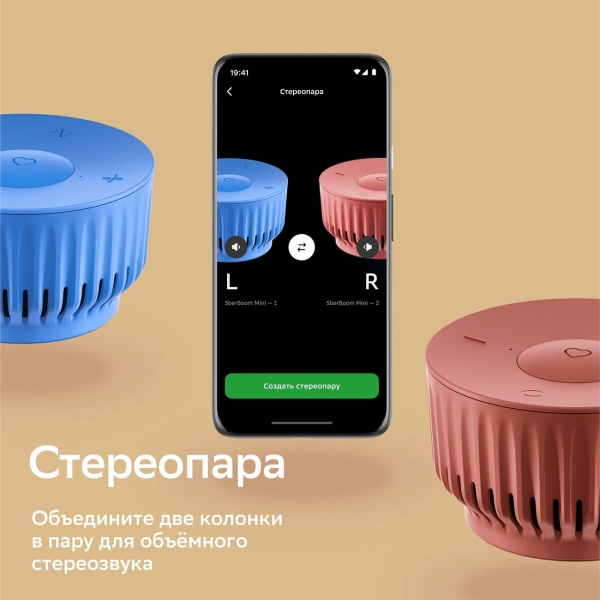 19:41
Стереопара
L
R
SberBoom Mini – 1
SberBoom Mini – 2
Создать стереопару
Стереопара
Объедините две колонки
в пару для объёмного
стереозвука